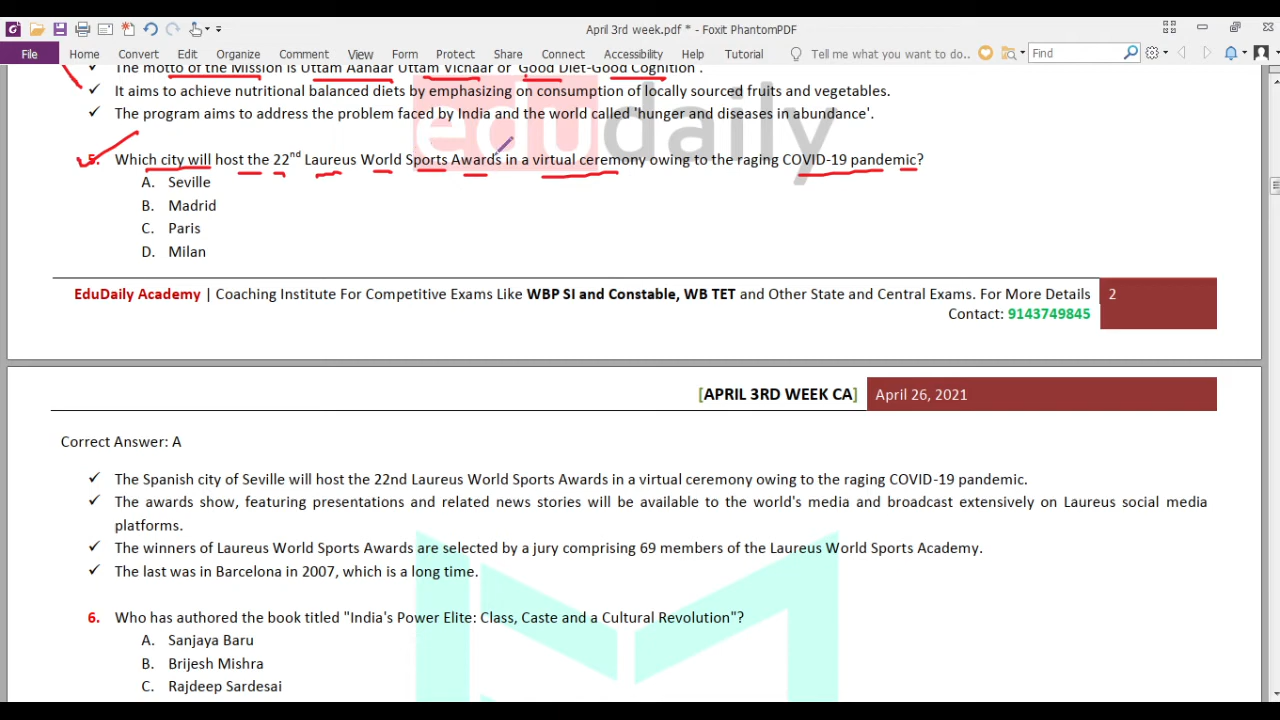 April 3rd week.pdf * - Foxit PhantomPDF
File Home Convert Edit Organize Comment View Form Protect Share Connect Accessibility Help Tutorial Tell me what you want to do.. Find
✓ The motto of the Mission is Uttam Aahaar Uttam Vichaar or 'Good Diet-Good Cognition'.
✓ It aims to achieve nutritional balanced diets by emphasizing on consumption of locally sourced fruits and vegetables.
✓ The program aims to address the problem faced by India and the world called 'hunger and diseases in abundance'.
edudaily
5. Which city will host the 22nd Laureus World Sports Awards in a virtual ceremony owing to the raging COVID-19 pandemic?
A. Seville
B. Madrid
C. Paris
D. Milan
EduDaily Academy | Coaching Institute For Competitive Exams Like WBP SI and Constable, WB TET and Other State and Central Exams. For More Details 2
Contact: 9143749845
[APRIL 3RD WEEK CA] April 26, 2021
Correct Answer: A
✓ The Spanish city of Seville will host the 22nd Laureus World Sports Awards in a virtual ceremony owing to the raging COVID-19 pandemic.
✓ The awards show, featuring presentations and related news stories will be available to the world's media and broadcast extensively on Laureus social media
platforms.
✓ The winners of Laureus World Sports Awards are selected by a jury comprising 69 members of the Laureus World Sports Academy.
✓ The last was in Barcelona in 2007, which is a long time.
6. Who has authored the book titled "India's Power Elite: Class, Caste and a Cultural Revolution"?
A. Sanjaya Baru
B. Brijesh Mishra
C. Rajdeep Sardesai